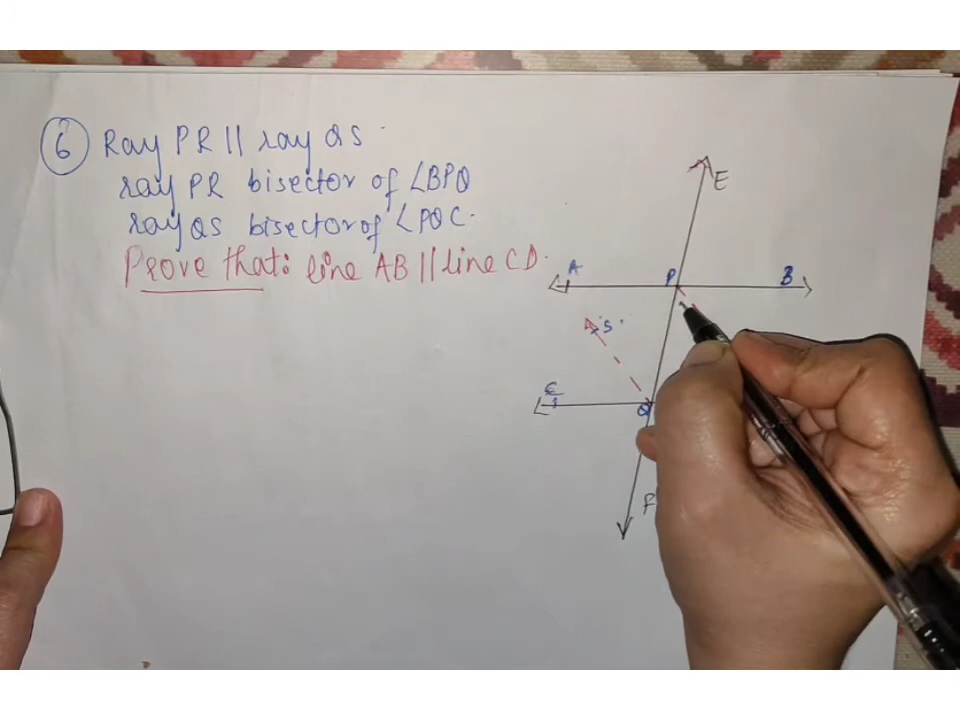 6 Ray PR || ray QS
ray PR bisector of ∠BPQ
ray QS bisector of ∠PQC.
Prove that: line AB || line CD.
E
A P B
S
C Q
F